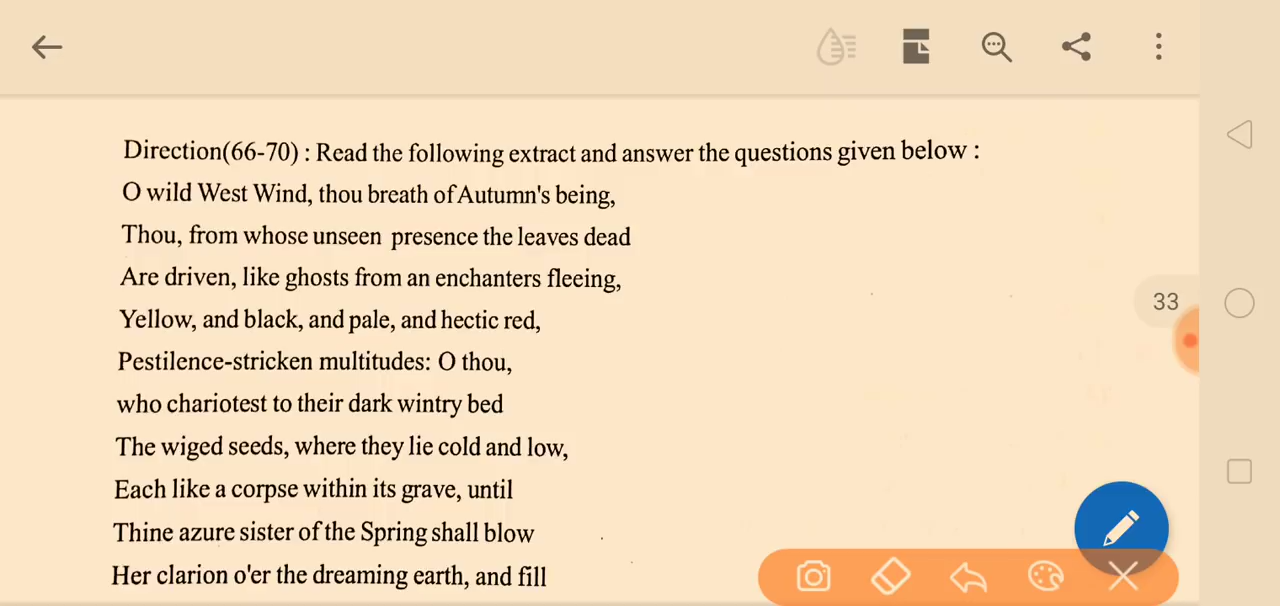 Direction(66-70) : Read the following extract and answer the questions given below :
O wild West Wind, thou breath of Autumn's being,
Thou, from whose unseen presence the leaves dead
Are driven, like ghosts from an enchanters fleeing,
Yellow, and black, and pale, and hectic red,
33
Pestilence-stricken multitudes: O thou,
who chariotest to their dark wintry bed
The wiged seeds, where they lie cold and low,
Each like a corpse within its grave, until
Thine azure sister of the Spring shall blow
Her clarion o'er the dreaming earth, and fill